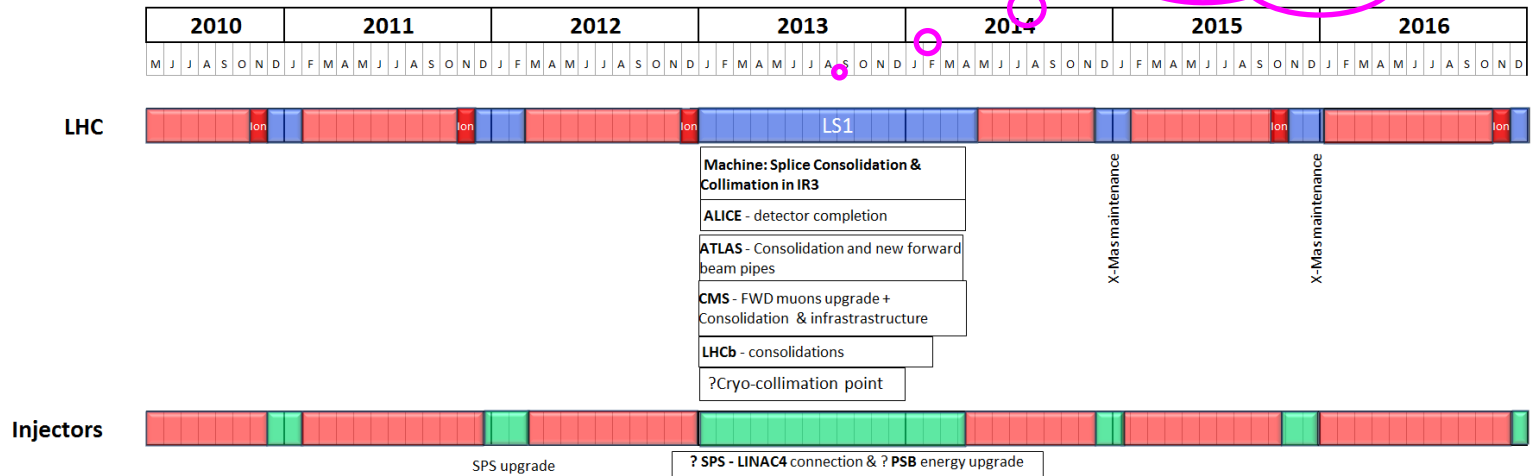 2010 2011 2012 2013 2014 2015 2016
M J J A S O N D J F M A M J J A S O N D J F M A M J J A S O N D J F M A M J J A S O N D J F M A M J J A S O N D J F M A M J J A S O N D J F M A M J J A S O N D
LHC Ion Ion Ion LS1 Ion Ion
Machine: Splice Consolidation &
Collimation in IR3
ALICE - detector completion
ATLAS - Consolidation and new forward
beam pipes
CMS - FWD muons upgrade +
Consolidation & infrastrastructure
LHCb - consolidations
?Cryo-collimation point
X-Mas maintenance
X-Mas maintenance
Injectors
SPS upgrade
? SPS - LINAC4 connection & ? PSB energy upgrade